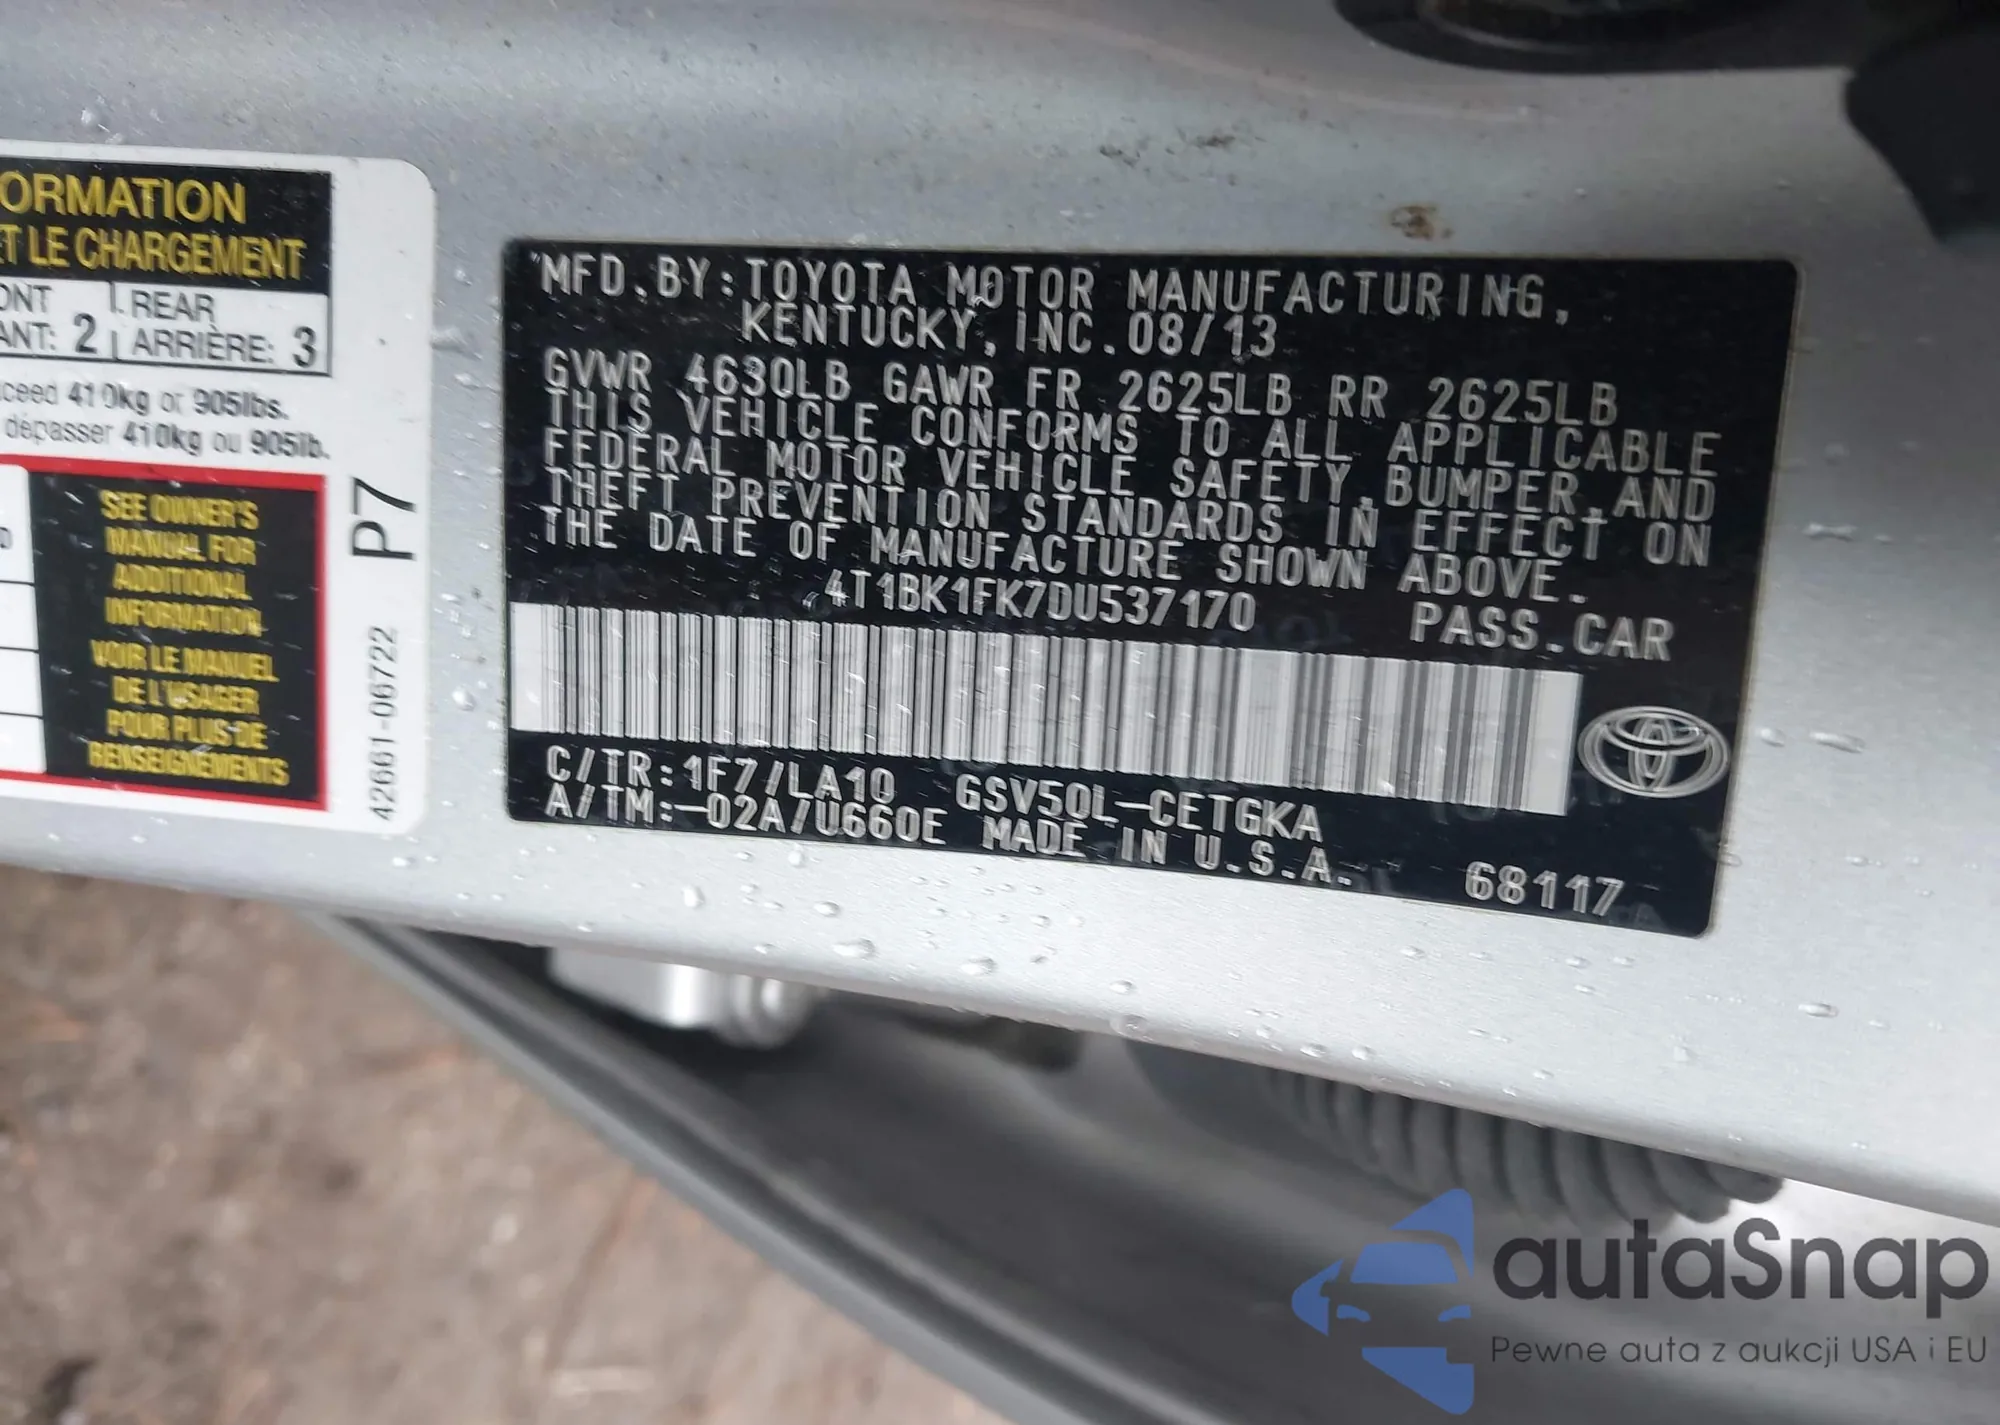 ORMATION
ET LE CHARGEMENT
ONT
ANT: 2
REAR
ARRIÈRE: 3
xceed 410kg or 905lbs.
dépasser 410kg ou 905lb.
SEE OWNER'S
MANUAL FOR
ADDITIONAL
INFORMATION
VOIR LE MANUEL
DE L'USAGER
POUR PLUS DE
RENSEIGNEMENTS
P7
42661-06722
MFD.BY:TOYOTA MOTOR MANUFACTURING,
KENTUCKY,INC.08/13
GVWR 4630LB GAWR FR 2625LB RR 2625LB
THIS VEHICLE CONFORMS TO ALL APPLICABLE
FEDERAL MOTOR VEHICLE SAFETY,BUMPER,AND
THEFT PREVENTION STANDARDS IN EFFECT ON
THE DATE OF MANUFACTURE SHOWN ABOVE.
4T1BK1FK7DU537170 PASS.CAR
C/TR:1F7/LA10 GSV50L-CETGKA
A/TM:-02A/U660E MADE IN U.S.A.
68117
autaSnap
Pewne auta z aukcji USA i EU